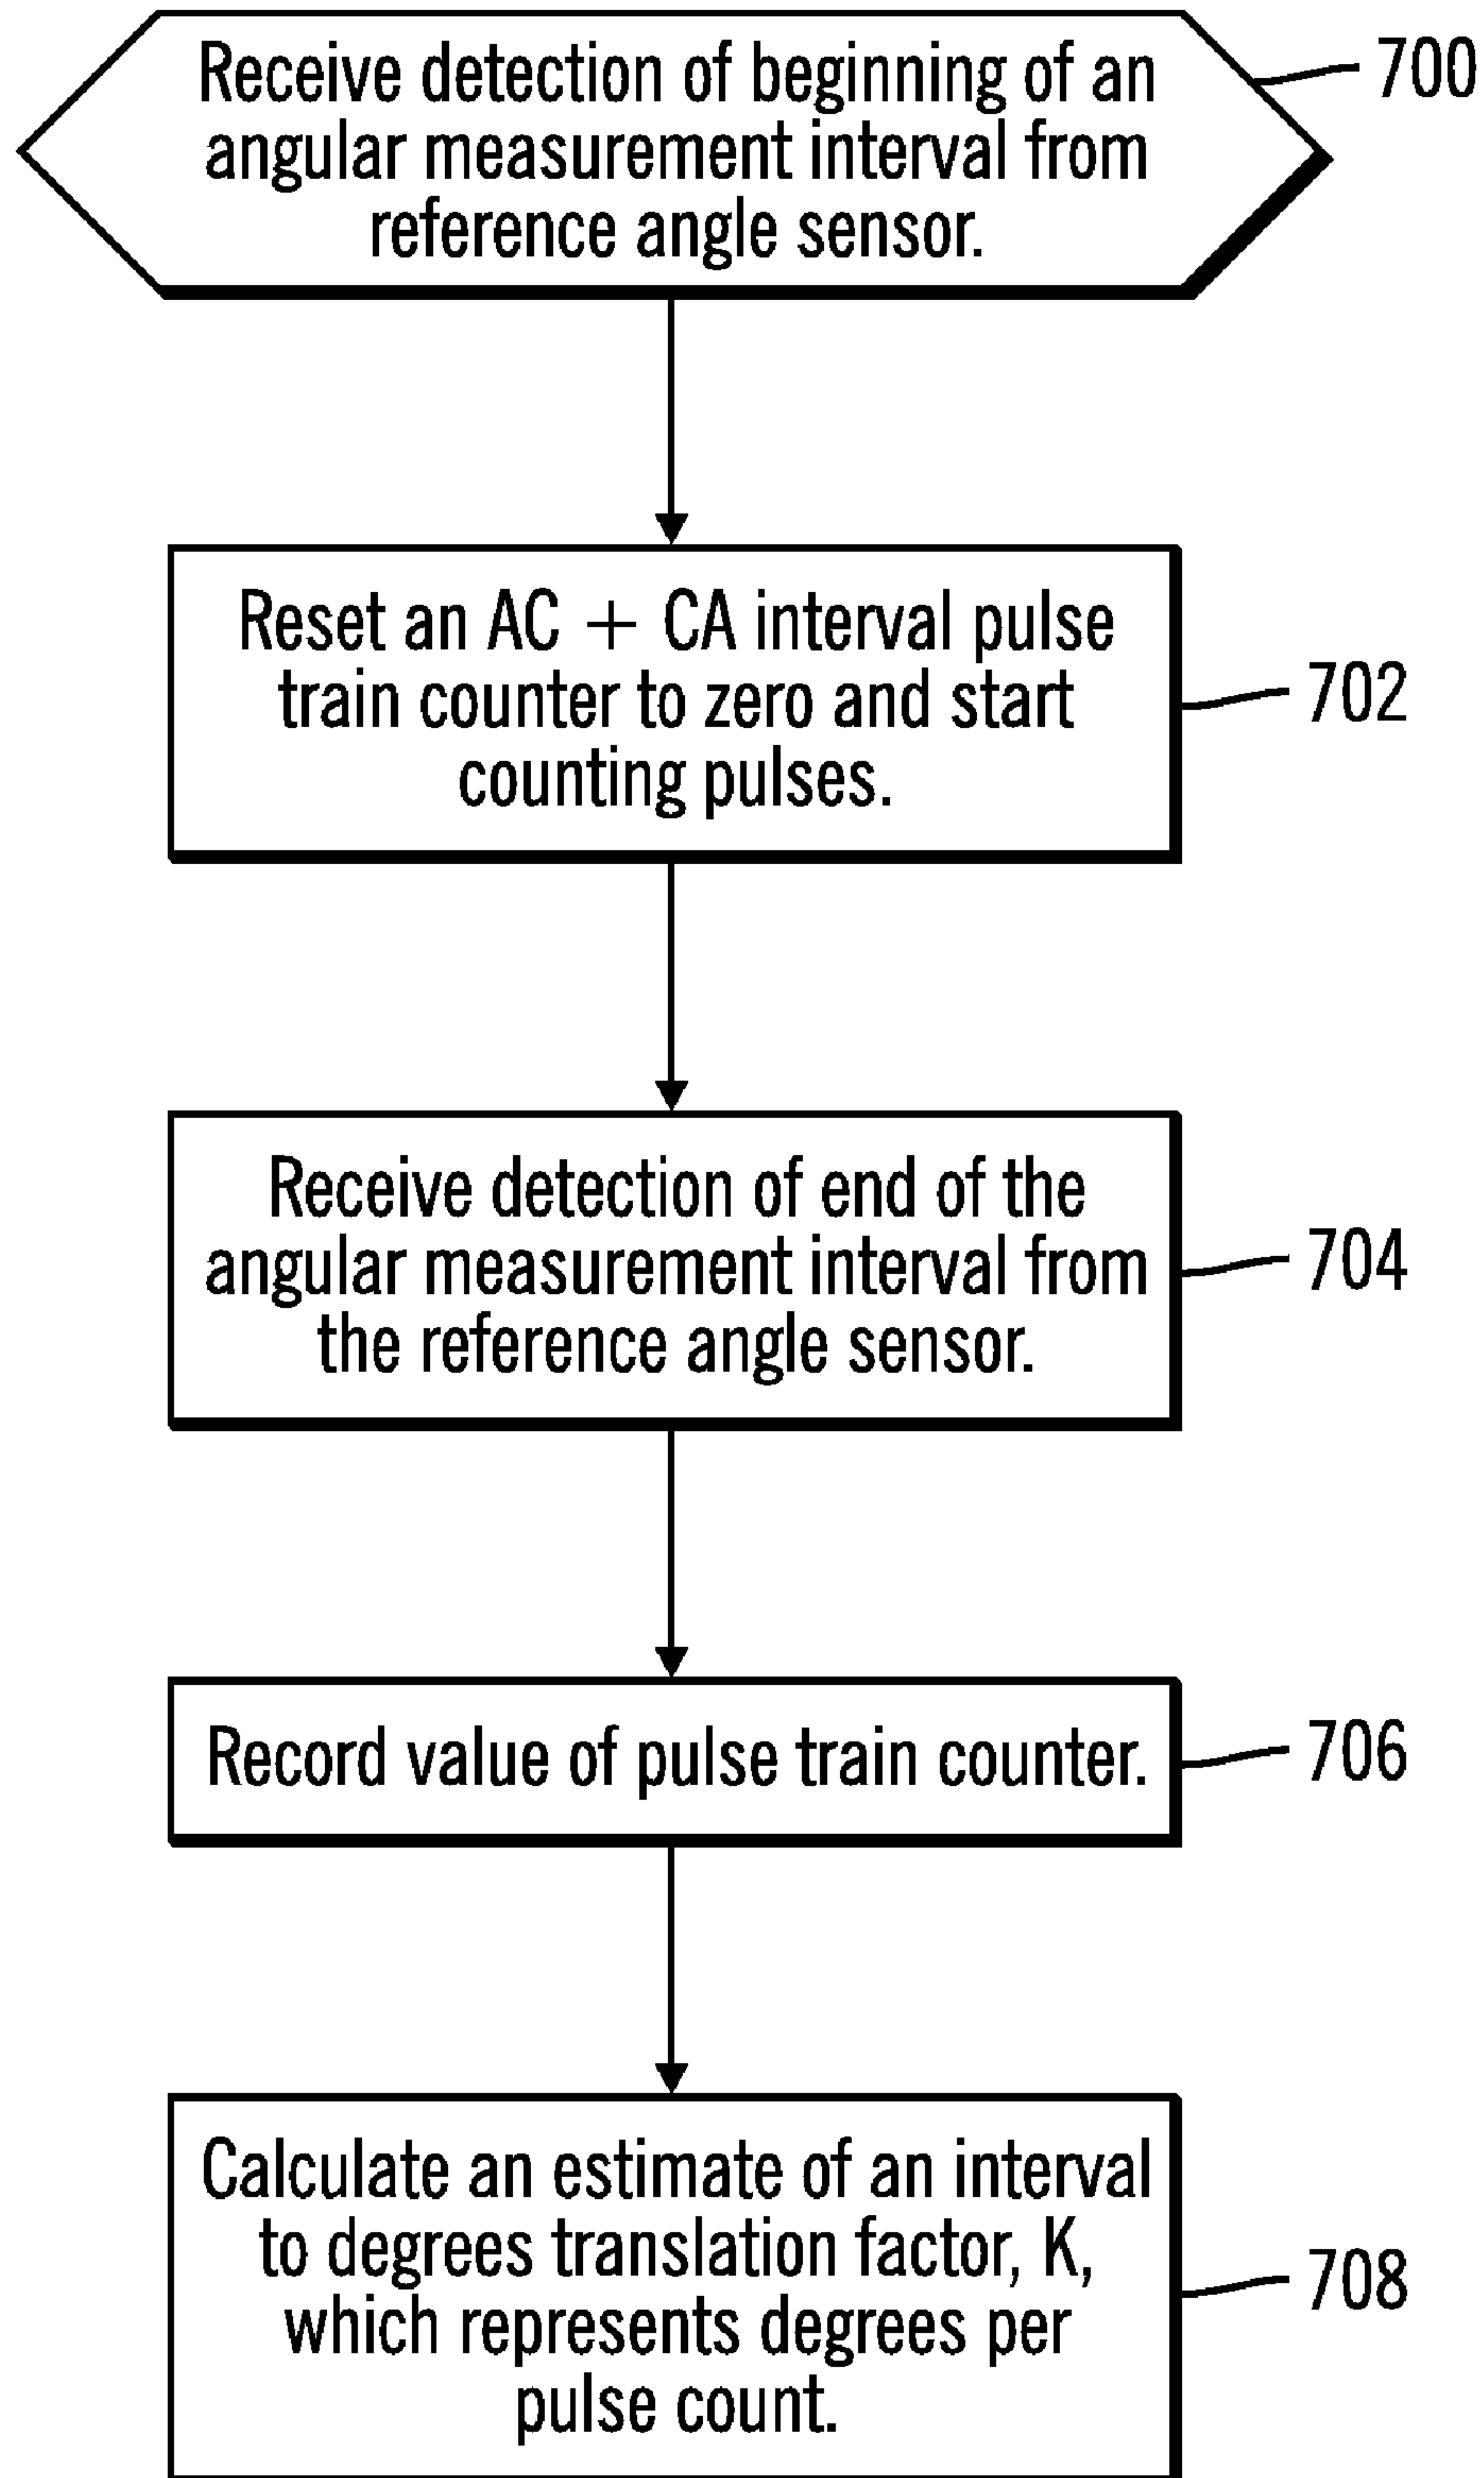 Receive detection of beginning of an
angular measurement interval from
reference angle sensor.
700
Reset an AC + CA interval pulse
train counter to zero and start
counting pulses.
702
Receive detection of end of the
angular measurement interval from
the reference angle sensor.
704
Record value of pulse train counter.
706
Calculate an estimate of an interval
to degrees translation factor, K,
which represents degrees per
pulse count.
708